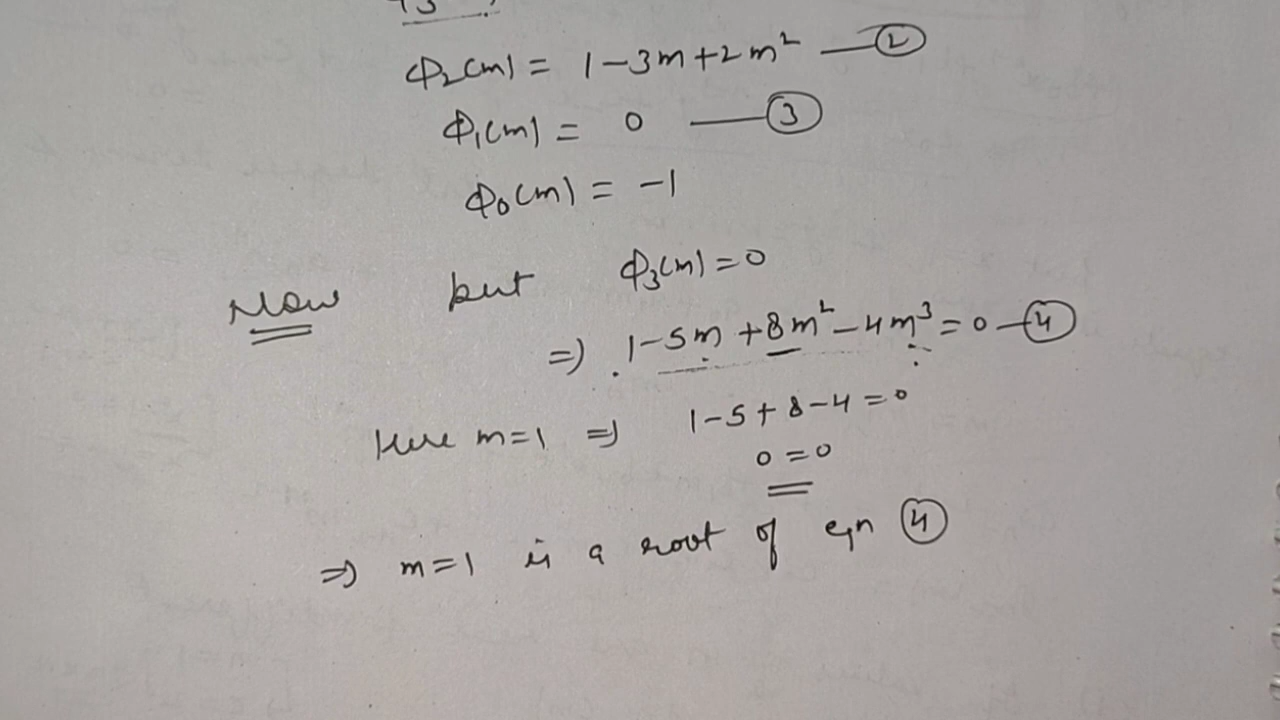 φ₂(m) = 1-3m+2m² —②
φ₁(m) = 0 —③
φ₀(m) = -1
Now put φ₃(m)=0
⇒ 1-5m+8m²-4m³=0 —④
Here m=1 ⇒ 1-5+8-4=0
0=0
⇒ m=1 is a root of eqn ④